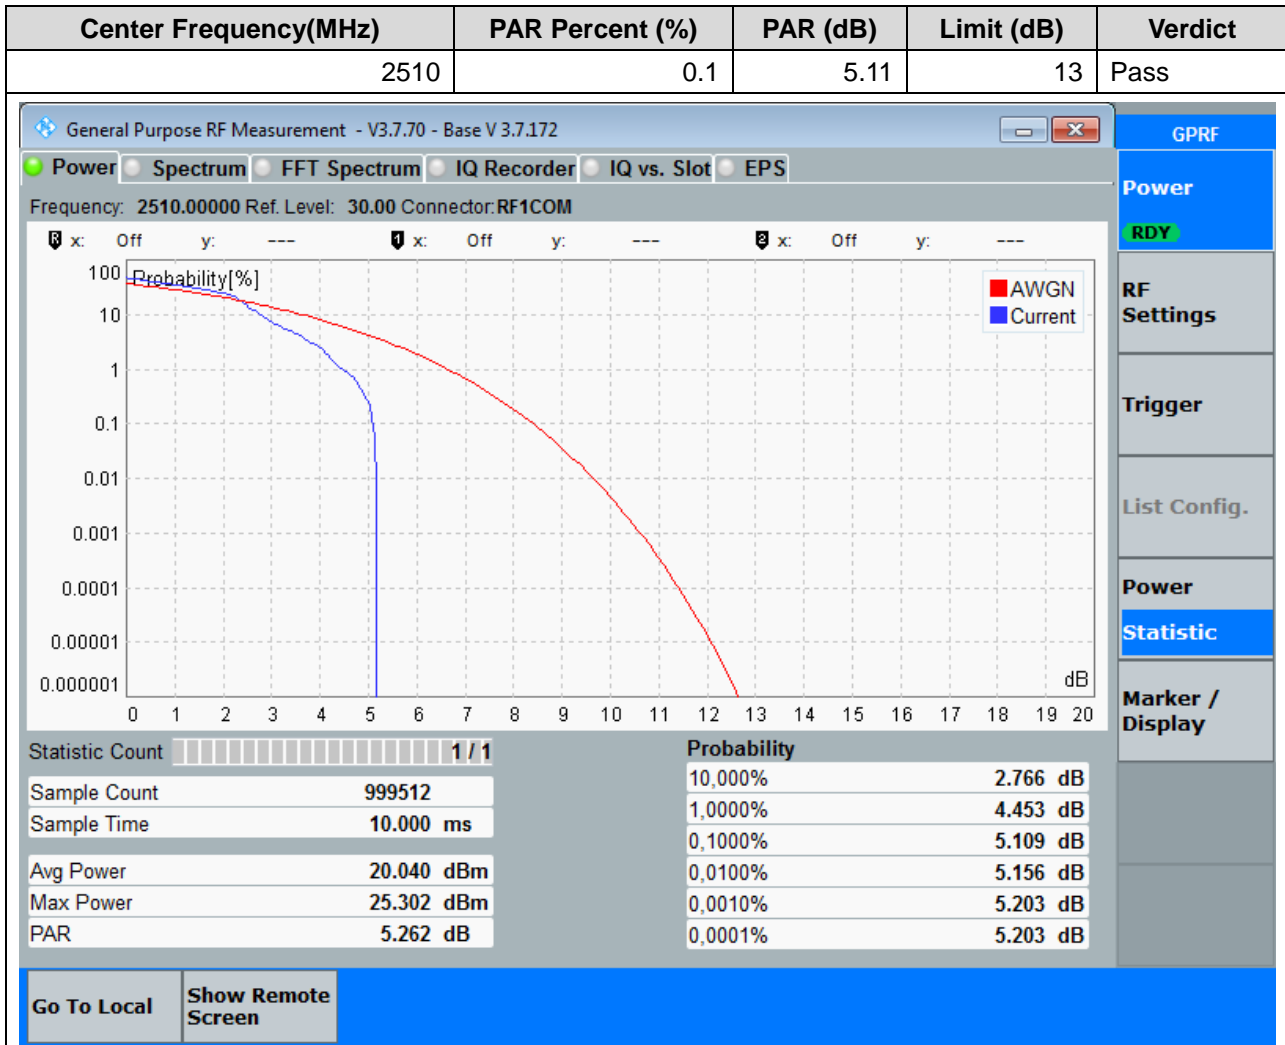 Center Frequency(MHz) PAR Percent (%) PAR (dB) Limit (dB) Verdict
2510 0.1 5.11 13 Pass
General Purpose RF Measurement - V3.7.70 - Base V 3.7.172
GPRF
Power Spectrum FFT Spectrum IQ Recorder IQ vs. Slot EPS
Frequency: 2510.00000 Ref. Level: 30.00 Connector: RF1COM
Power
RDY
R x: Off y: --- 1 x: Off y: --- 2 x: Off y: ---
Probability[%]
AWGN
Current
100
10
1
0.1
0.01
0.001
0.0001
0.00001
0.000001
dB
0 1 2 3 4 5 6 7 8 9 10 11 12 13 14 15 16 17 18 19 20
RF
Settings
Trigger
List Config.
Power
Statistic
Marker /
Display
Statistic Count 1 / 1
Sample Count 999512
Sample Time 10.000 ms
Avg Power 20.040 dBm
Max Power 25.302 dBm
PAR 5.262 dB
Probability
10,000% 2.766 dB
1,0000% 4.453 dB
0,1000% 5.109 dB
0,0100% 5.156 dB
0,0010% 5.203 dB
0,0001% 5.203 dB
Go To Local
Show Remote
Screen